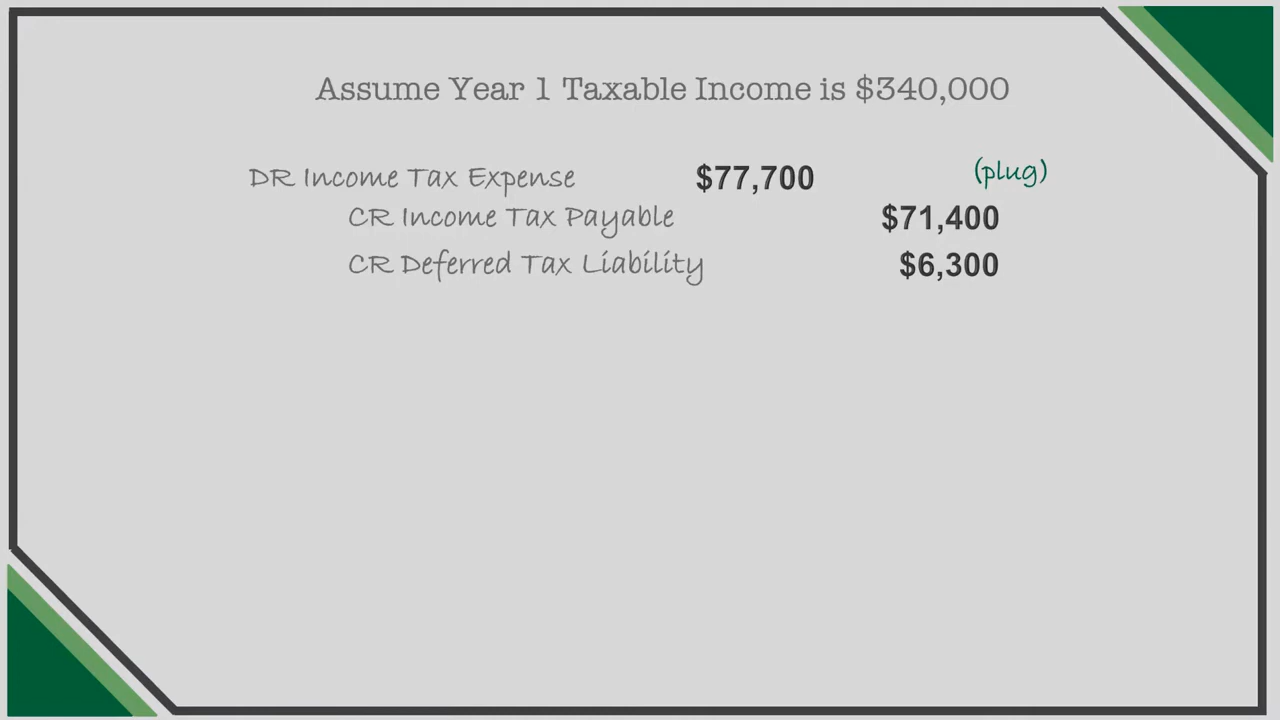 Assume Year 1 Taxable Income is $340,000
DR Income Tax Expense $77,700 (plug)
CR Income Tax Payable $71,400
CR Deferred Tax Liability $6,300